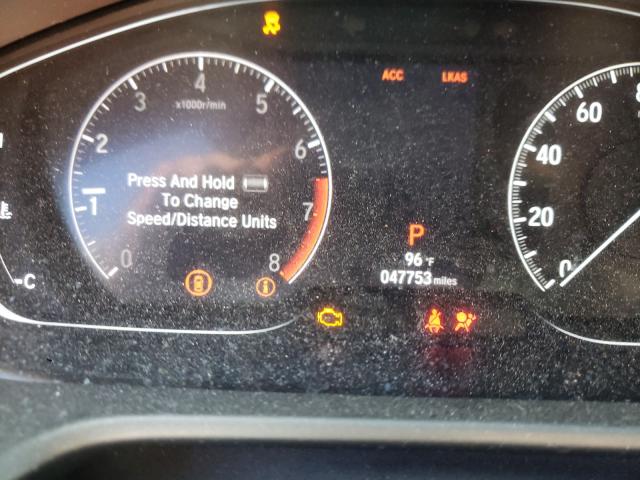 ACC LKAS
8
4
3 5
x1000r/min
2 6
1 7
0 8
Press And Hold
To Change
Speed/Distance Units
-C
P
96 °F
047753 miles
60
40
20
0